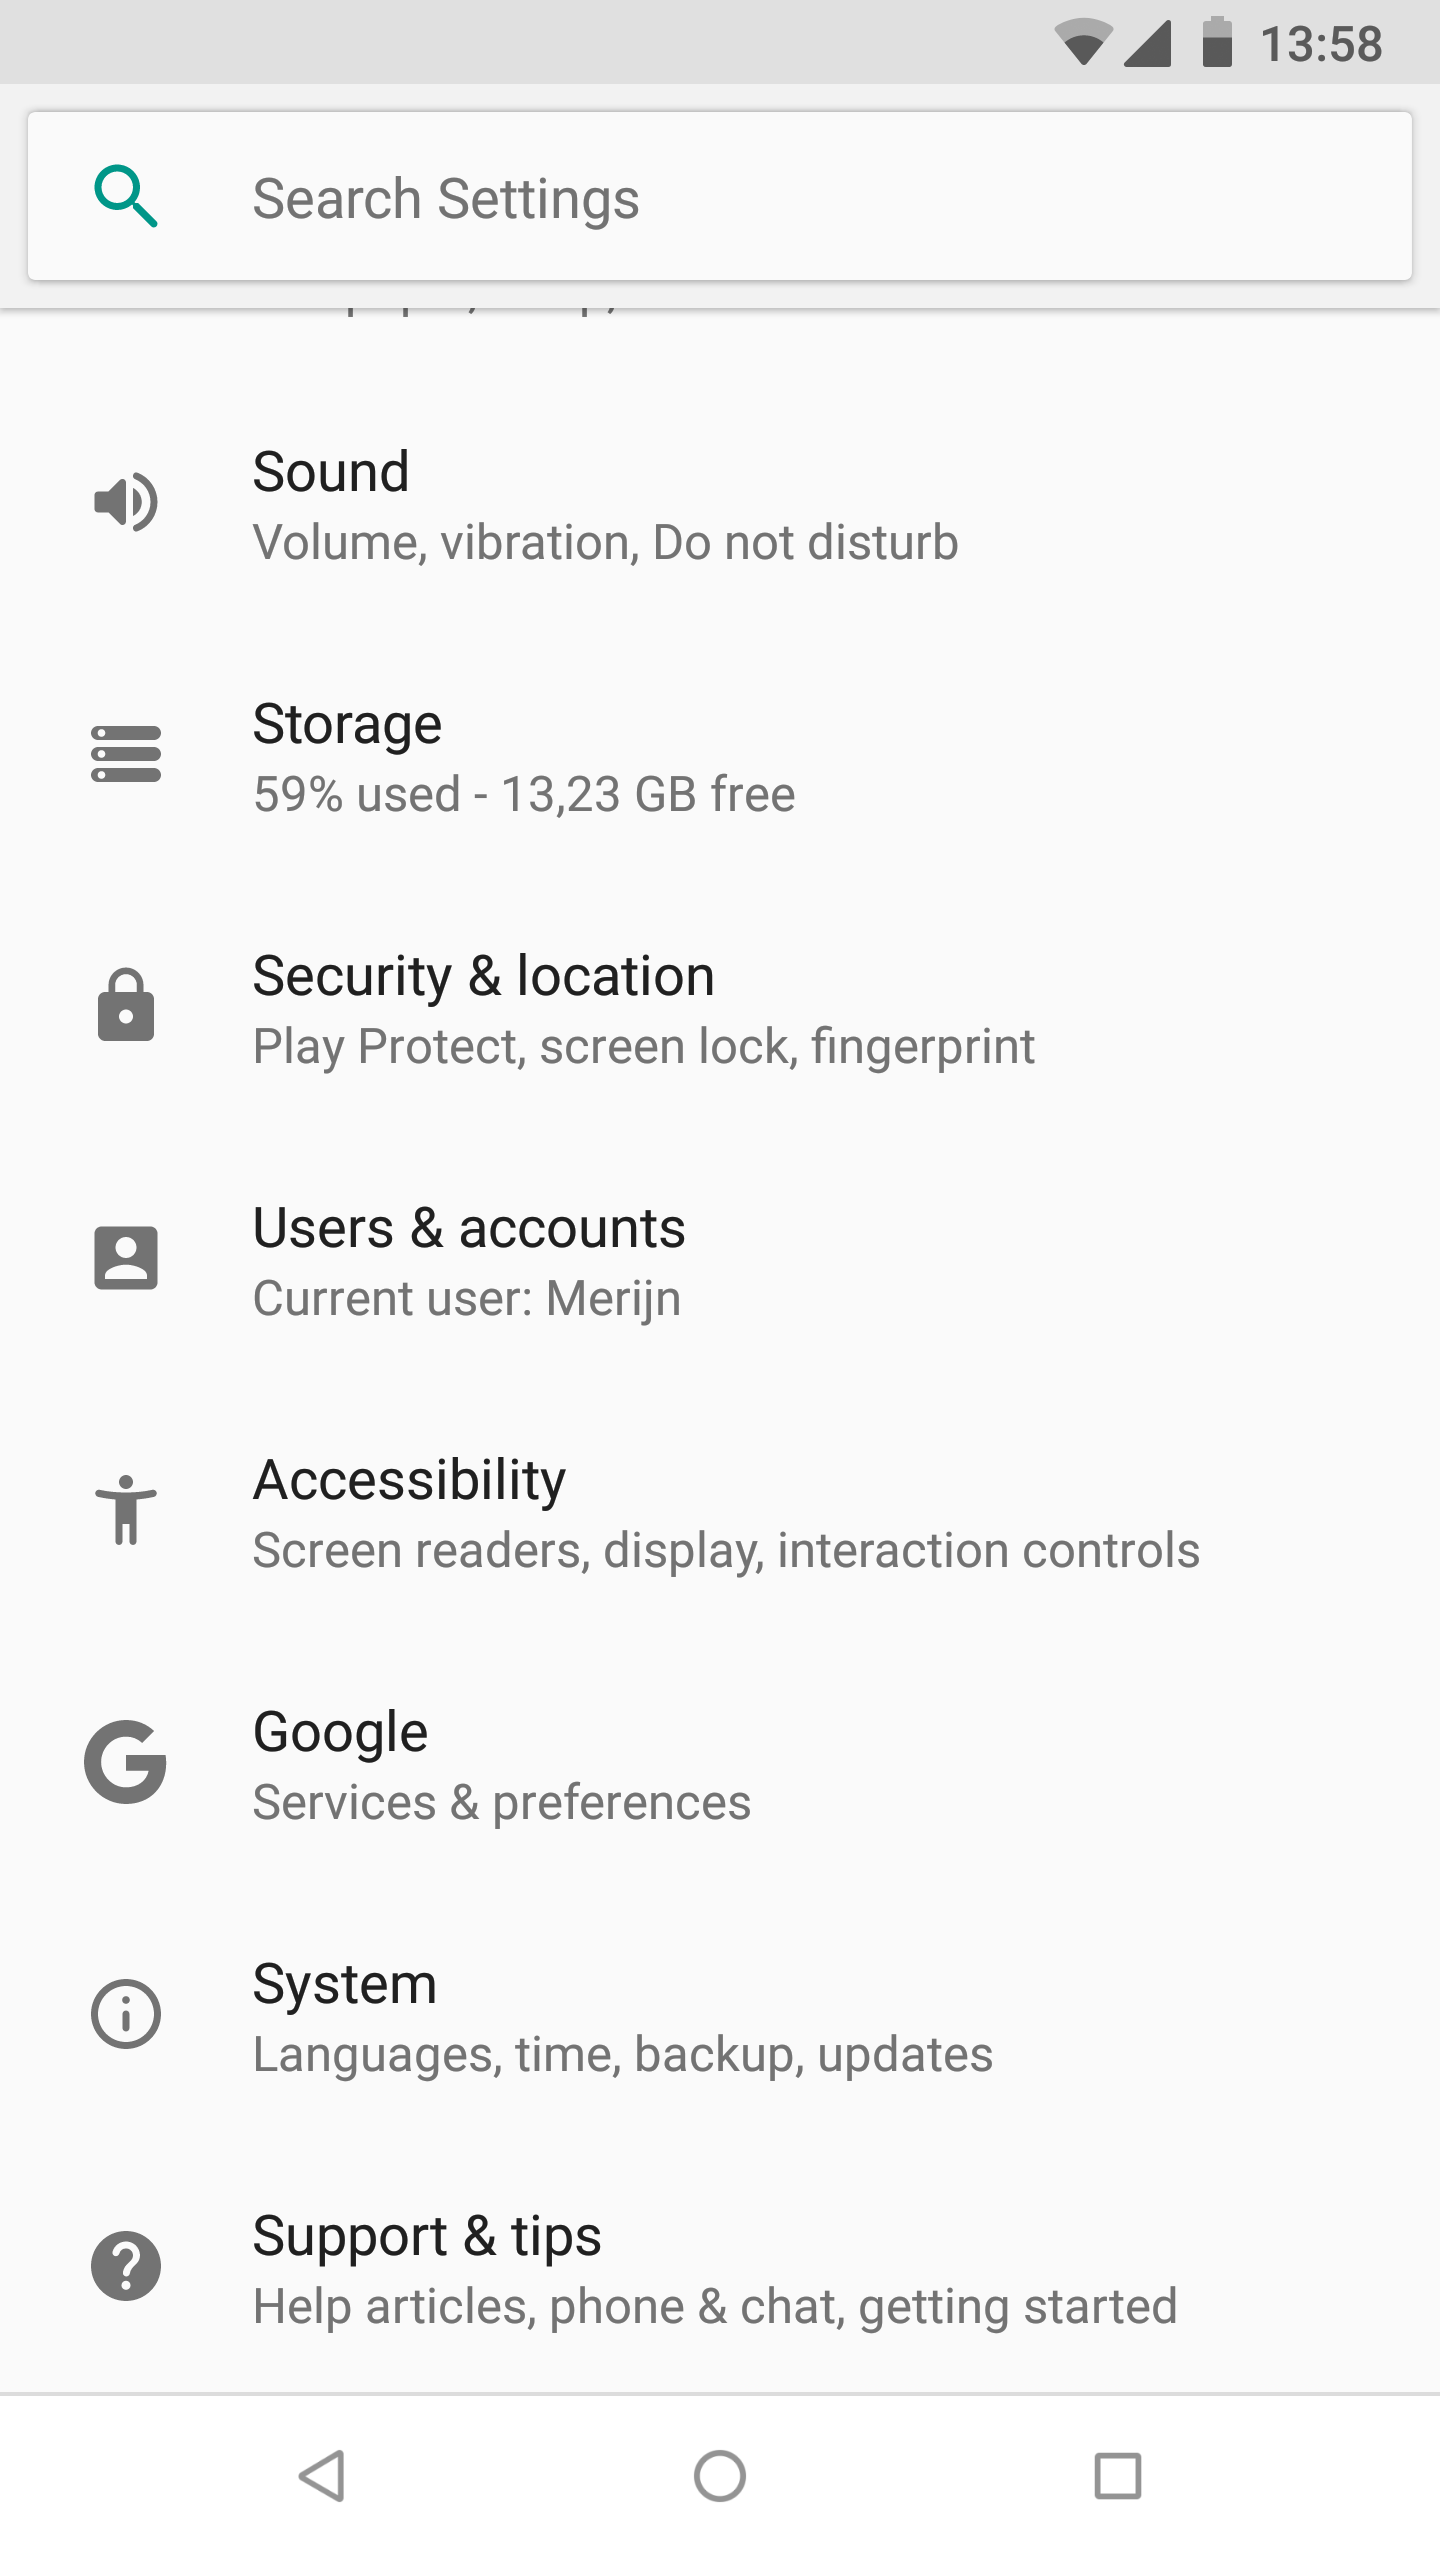 13:58
Search Settings
Sound
Volume, vibration, Do not disturb
Storage
59% used - 13,23 GB free
Security & location
Play Protect, screen lock, fingerprint
Users & accounts
Current user: Merijn
Accessibility
Screen readers, display, interaction controls
Google
Services & preferences
System
Languages, time, backup, updates
Support & tips
Help articles, phone & chat, getting started